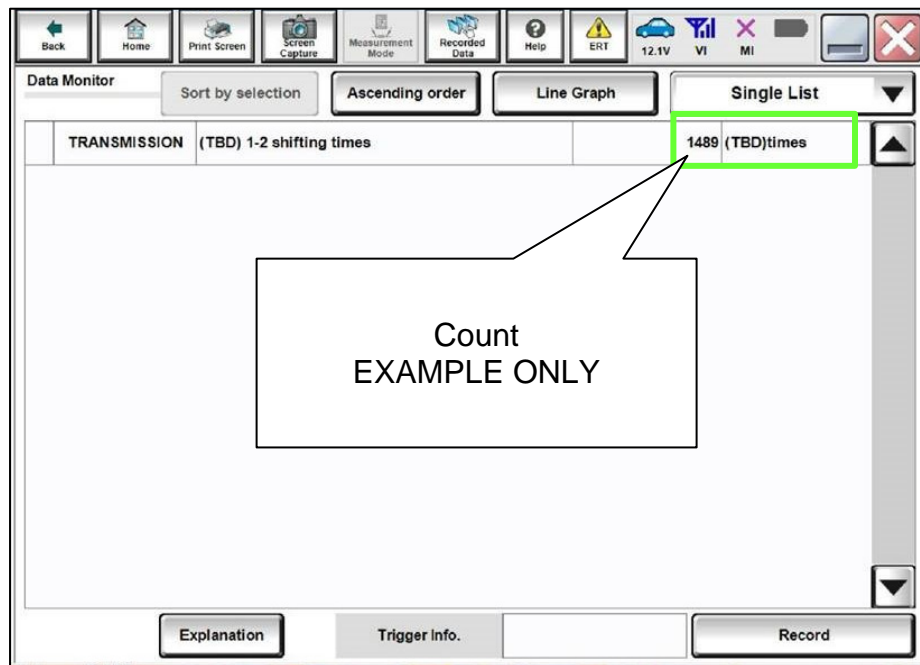 Back Home Print Screen Screen Capture Measurement Mode Recorded Data Help ERT 12.1V VI MI
Data Monitor Sort by selection Ascending order Line Graph Single List
TRANSMISSION (TBD) 1-2 shifting times 1489 (TBD)times
Count
EXAMPLE ONLY
Explanation Trigger Info. Record